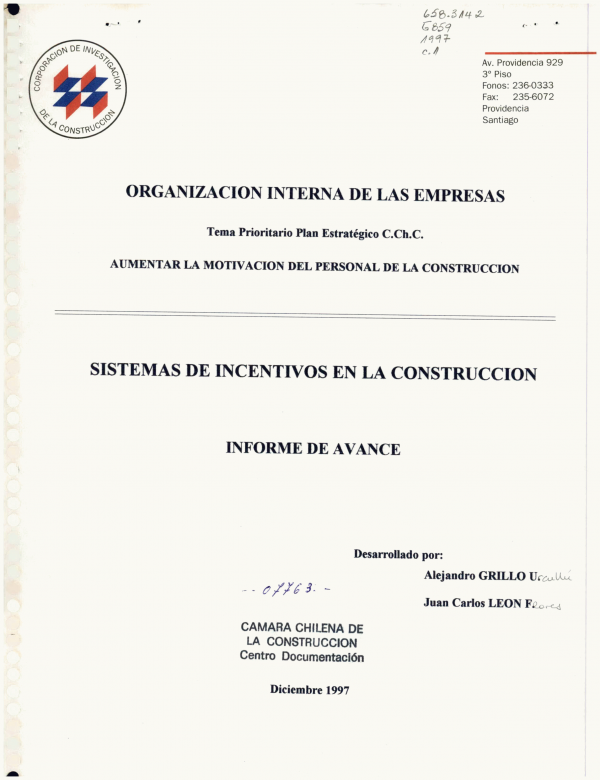 658.3142
G859
1997
c.1
CORPORACION DE INVESTIGACION
DE LA CONSTRUCCION
Av. Providencia 929
3º Piso
Fonos: 236-0333
Fax: 235-6072
Providencia
Santiago
ORGANIZACION INTERNA DE LAS EMPRESAS
Tema Prioritario Plan Estratégico C.Ch.C.
AUMENTAR LA MOTIVACION DEL PERSONAL DE LA CONSTRUCCION
SISTEMAS DE INCENTIVOS EN LA CONSTRUCCION
INFORME DE AVANCE
Desarrollado por:
Alejandro GRILLO
Juan Carlos LEON Flores
-- 07763.-
CAMARA CHILENA DE
LA CONSTRUCCION
Centro Documentación
Diciembre 1997